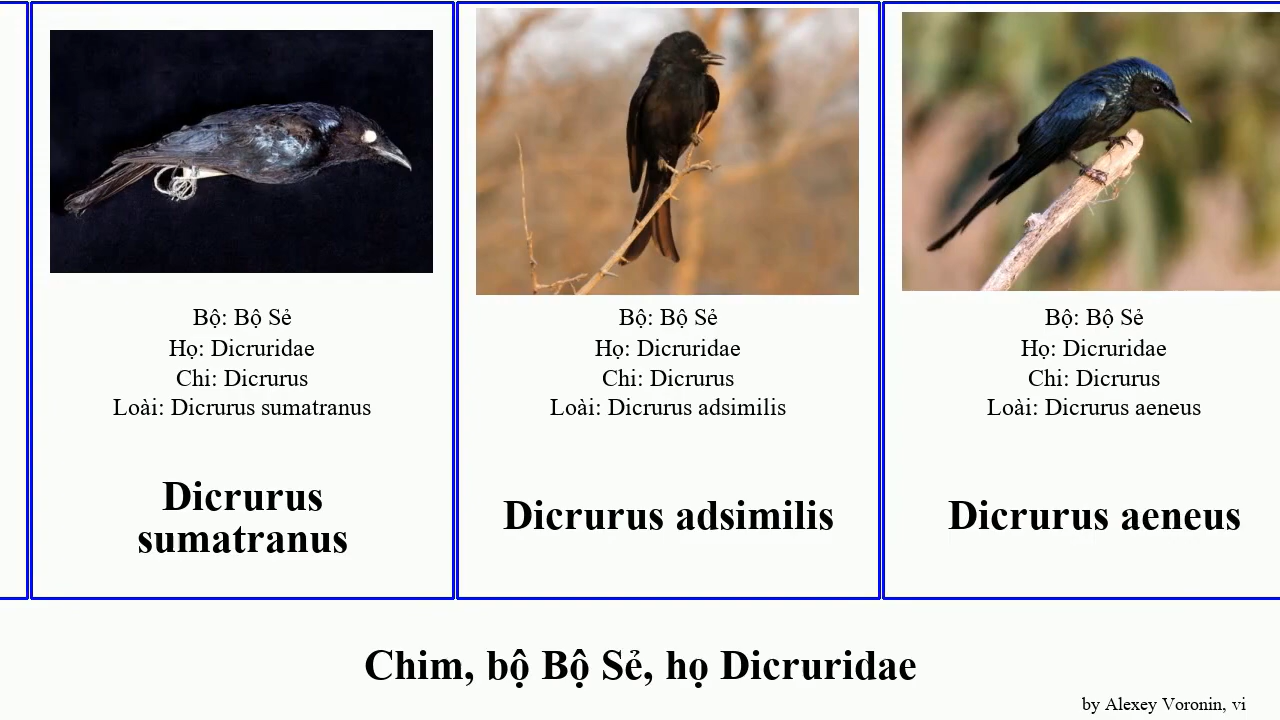 Bộ: Bộ Sẻ
Họ: Dicruridae
Chi: Dicrurus
Loài: Dicrurus sumatranus
Dicrurus
sumatranus
Bộ: Bộ Sẻ
Họ: Dicruridae
Chi: Dicrurus
Loài: Dicrurus adsimilis
Dicrurus adsimilis
Bộ: Bộ Sẻ
Họ: Dicruridae
Chi: Dicrurus
Loài: Dicrurus aeneus
Dicrurus aeneus
Chim, bộ Bộ Sẻ, họ Dicruridae
by Alexey Voronin, vi